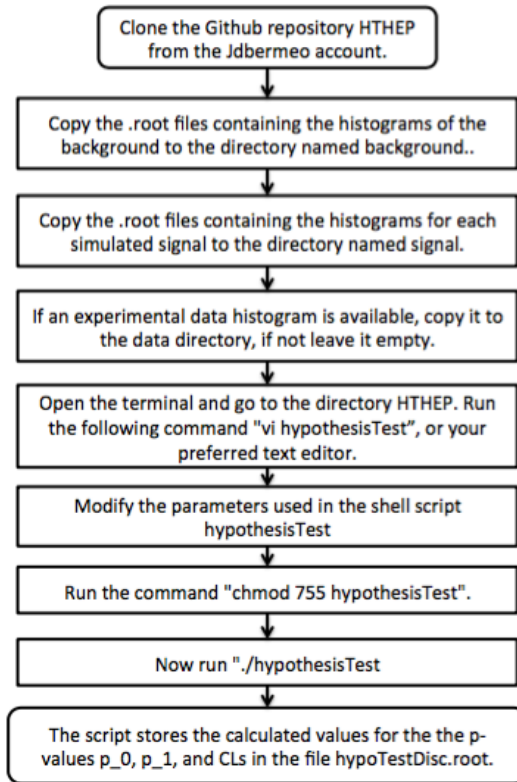 Clone the Github repository HTHEP
from the Jdbermeo account.
Copy the .root files containing the histograms of the
background to the directory named background..
Copy the .root files containing the histograms for each
simulated signal to the directory named signal.
If an experimental data histogram is available, copy it to
the data directory, if not leave it empty.
Open the terminal and go to the directory HTHEP. Run
the following command "vi hypothesisTest”, or your
preferred text editor.
Modify the parameters used in the shell script
hypothesisTest
Run the command "chmod 755 hypothesisTest".
Now run "./hypothesisTest
The script stores the calculated values for the the p-
values p_0, p_1, and CLs in the file hypoTestDisc.root.